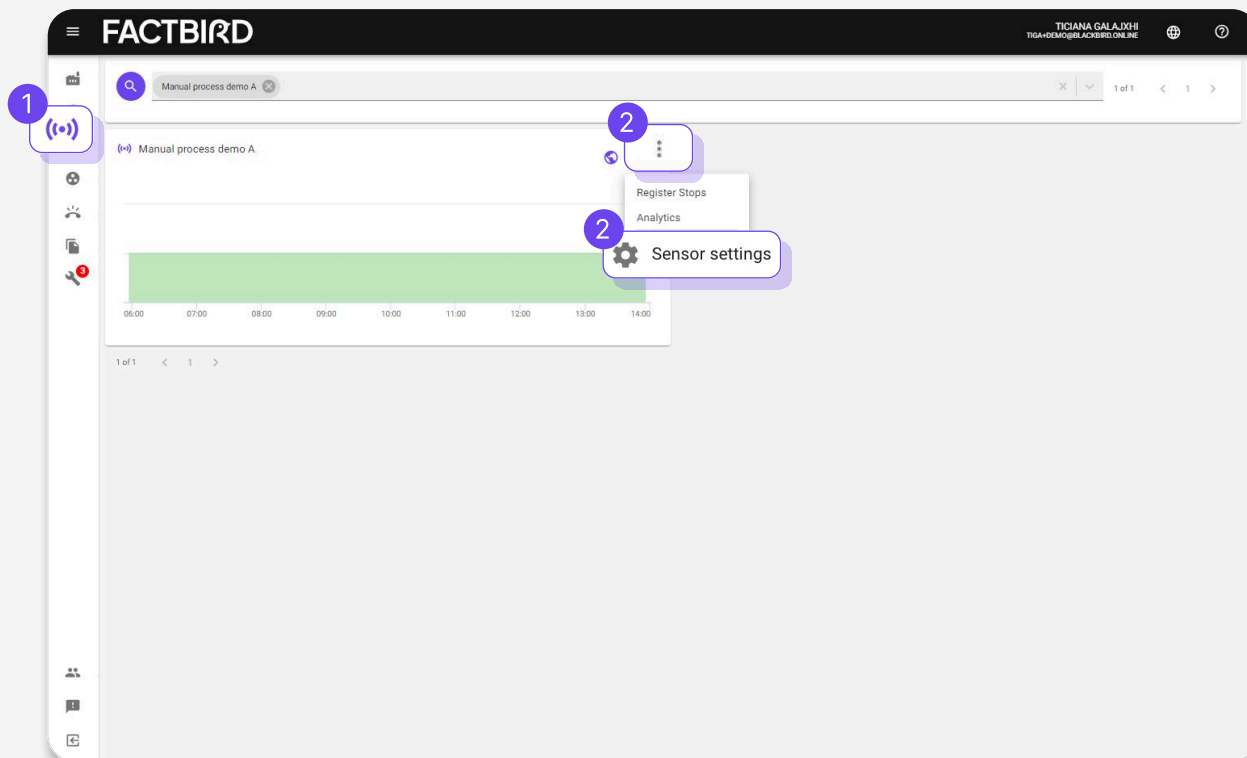 FACTBIRD
TICIANA GALAJXHI
TIGA+DEMO@BLACKBIRD.ONLINE
Manual process demo A
1 of 1
1
1
2
Manual process demo A
Register Stops
Analytics
2
Sensor settings
3
06:00 07:00 08:00 09:00 10:00 11:00 12:00 13:00 14:00
1 of 1
1